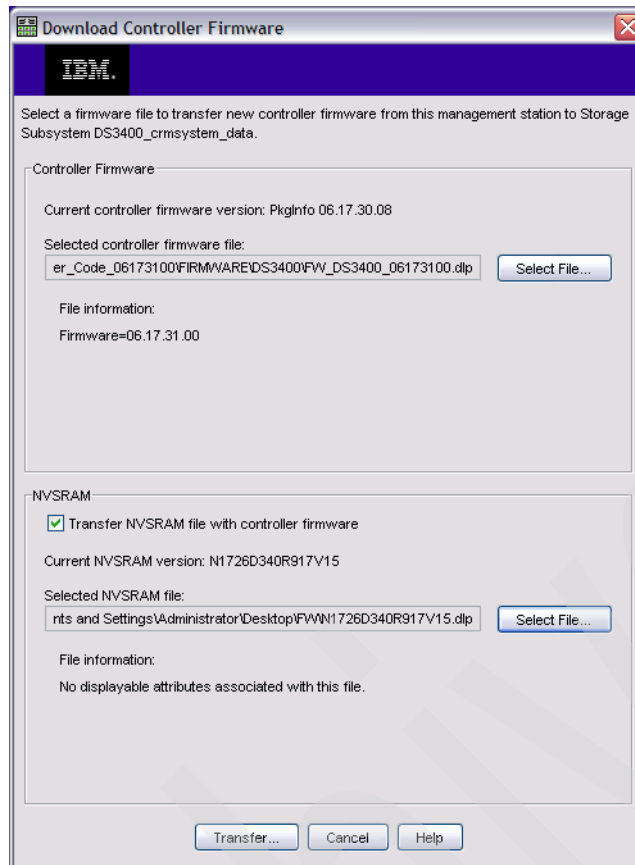 Download Controller Firmware
IBM.
Select a firmware file to transfer new controller firmware from this management station to Storage
Subsystem DS3400_crmsystem_data.
Controller Firmware
Current controller firmware version: PkgInfo 06.17.30.08
Selected controller firmware file:
er_Code_06173100\FIRMWARE\DS3400\FW_DS3400_06173100.dlp
Select File...
File information:
Firmware=06.17.31.00
NVSRAM
Transfer NVSRAM file with controller firmware
Current NVSRAM version: N1726D340R917V15
Selected NVSRAM file:
nts and Settings\Administrator\Desktop\FW\N1726D340R917V15.dlp
Select File...
File information:
No displayable attributes associated with this file.
Transfer...
Cancel
Help